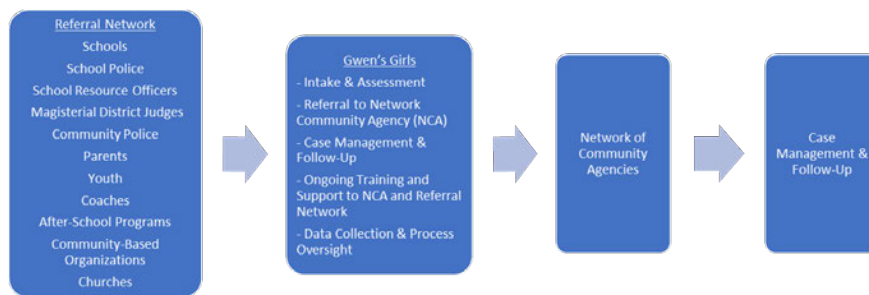 Referral Network
Schools
School Police
School Resource Officers
Magisterial District Judges
Community Police
Parents
Youth
Coaches
After-School Programs
Community-Based
Organizations
Churches
Gwen's Girls
- Intake & Assessment
- Referral to Network
Community Agency (NCA)
- Case Management &
Follow-Up
- Ongoing Training and
Support to NCA and Referral
Network
- Data Collection & Process
Oversight
Network of
Community
Agencies
Case
Management &
Follow-Up